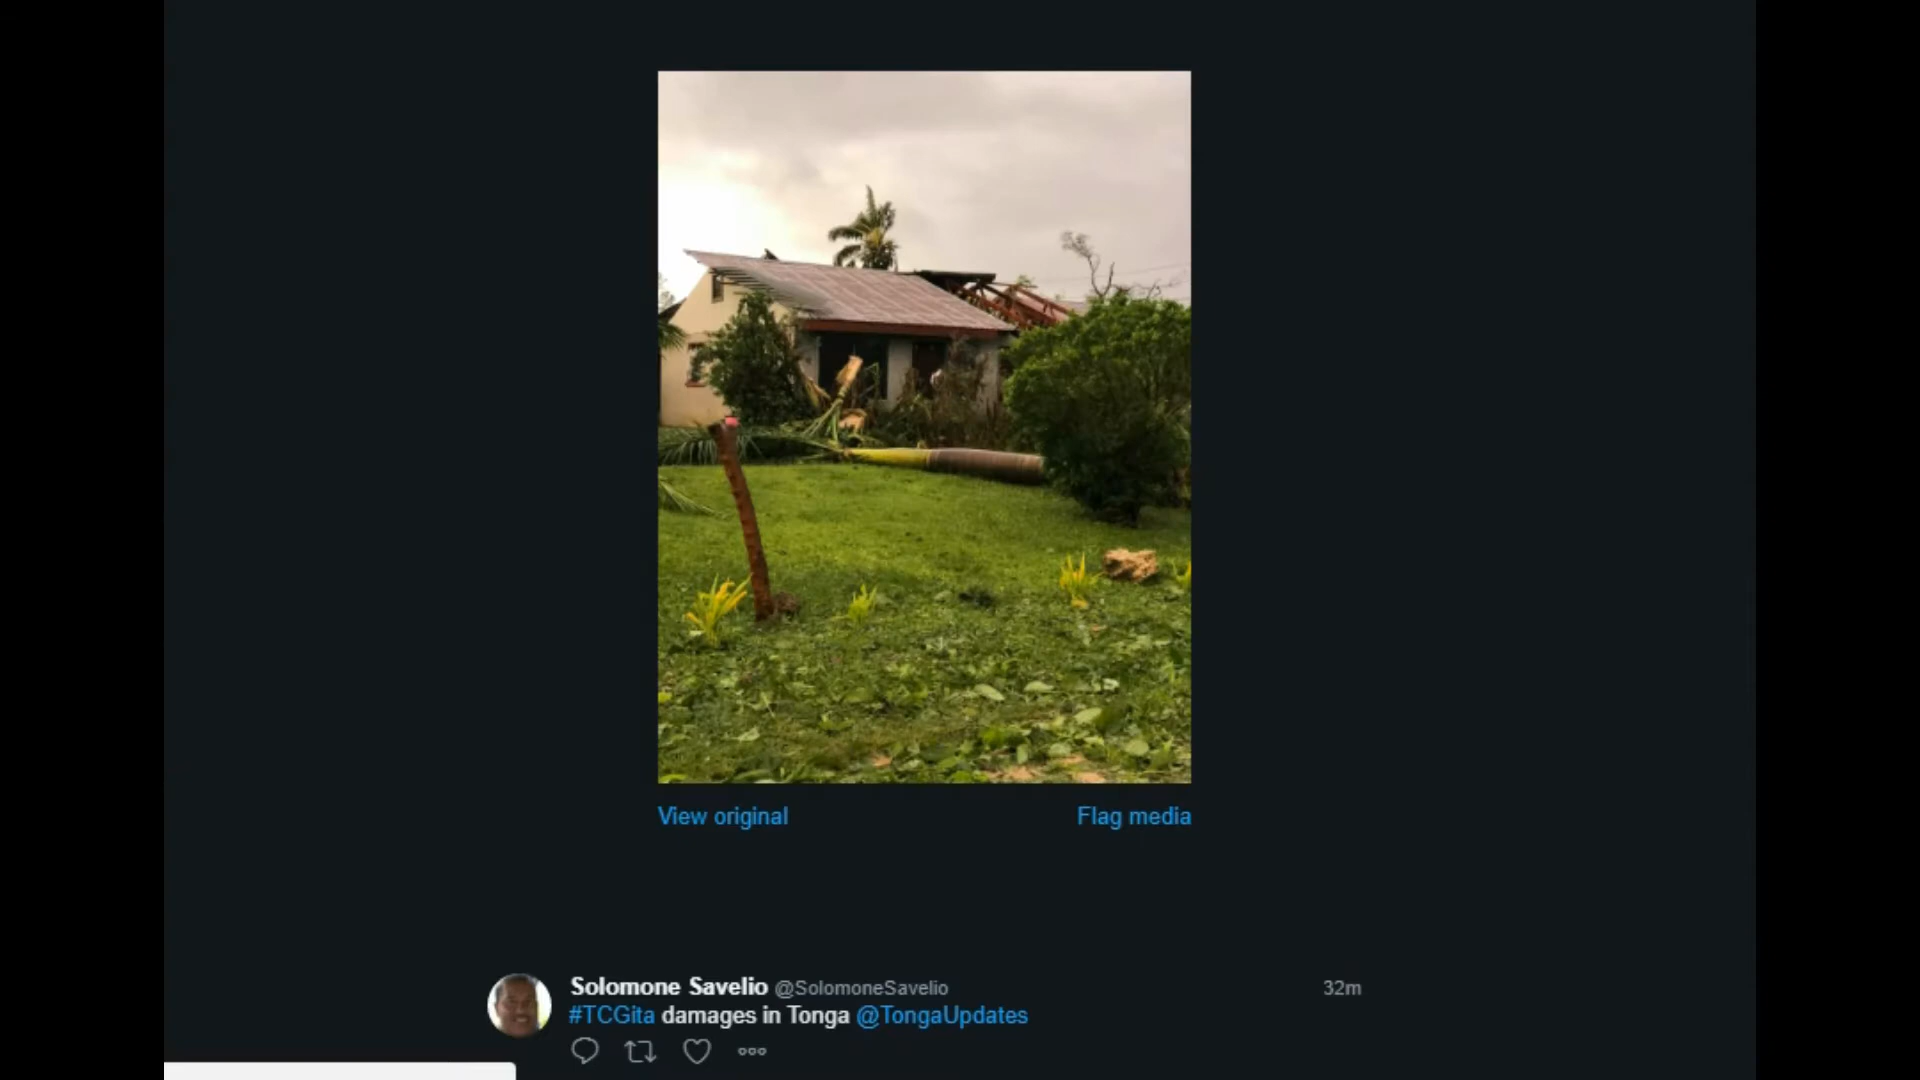 View original
Flag media
Solomone Savelio @SolomoneSavelio
32m
#TCGita damages in Tonga @TongaUpdates